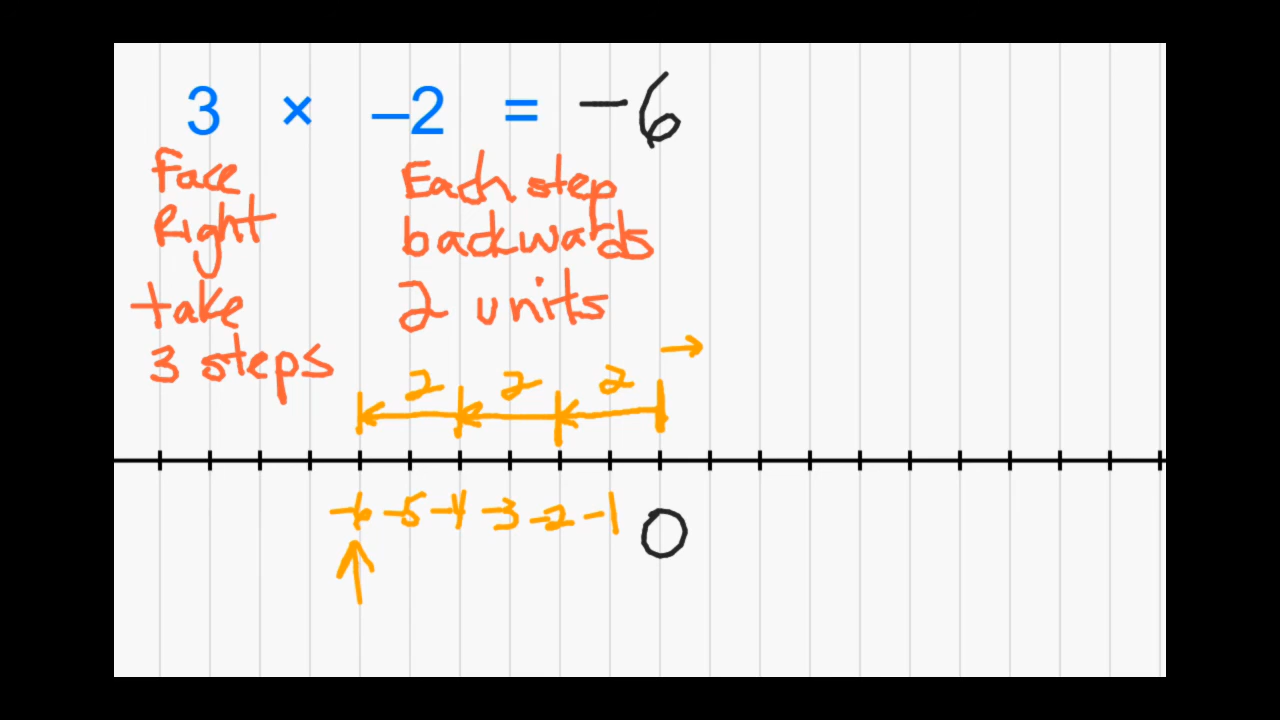 3 × –2 = -6
Face
Right
take
3 steps
Each step
backwards
2 units
2 2 2
-6 -5 -4 -3 -2 -1 0